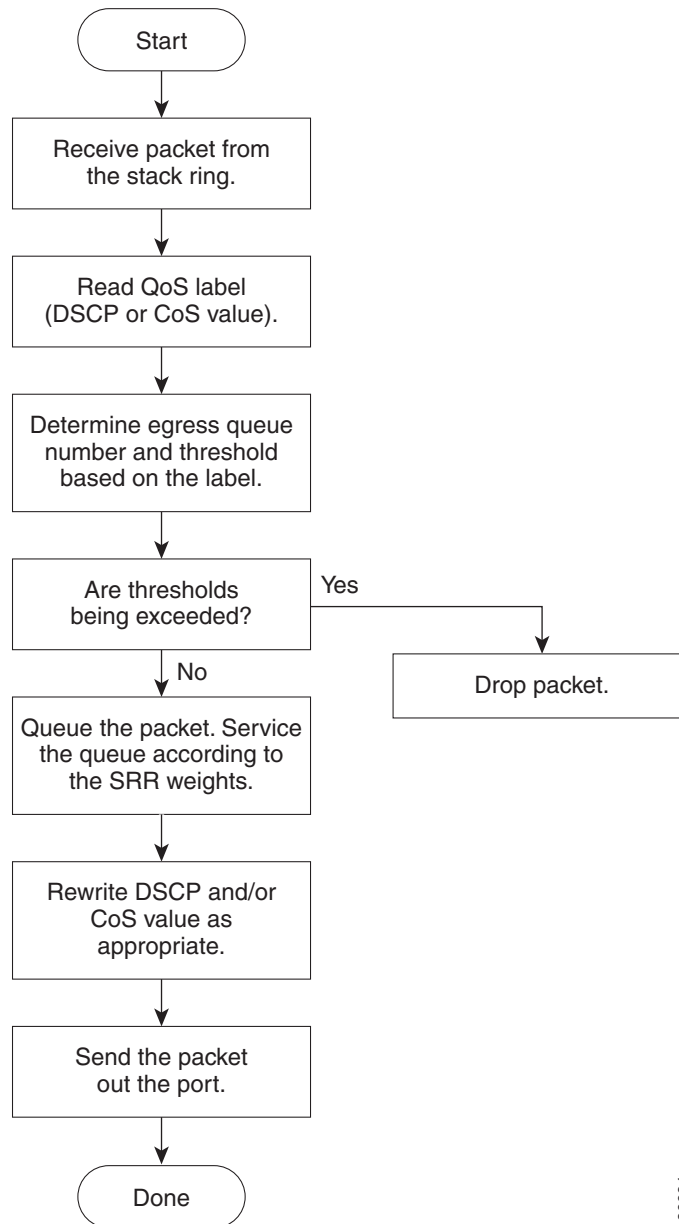 Start
Receive packet from
the stack ring.
Read QoS label
(DSCP or CoS value).
Determine egress queue
number and threshold
based on the label.
Are thresholds
being exceeded?
Yes
Drop packet.
No
Queue the packet. Service
the queue according to
the SRR weights.
Rewrite DSCP and/or
CoS value as
appropriate.
Send the packet
out the port.
Done